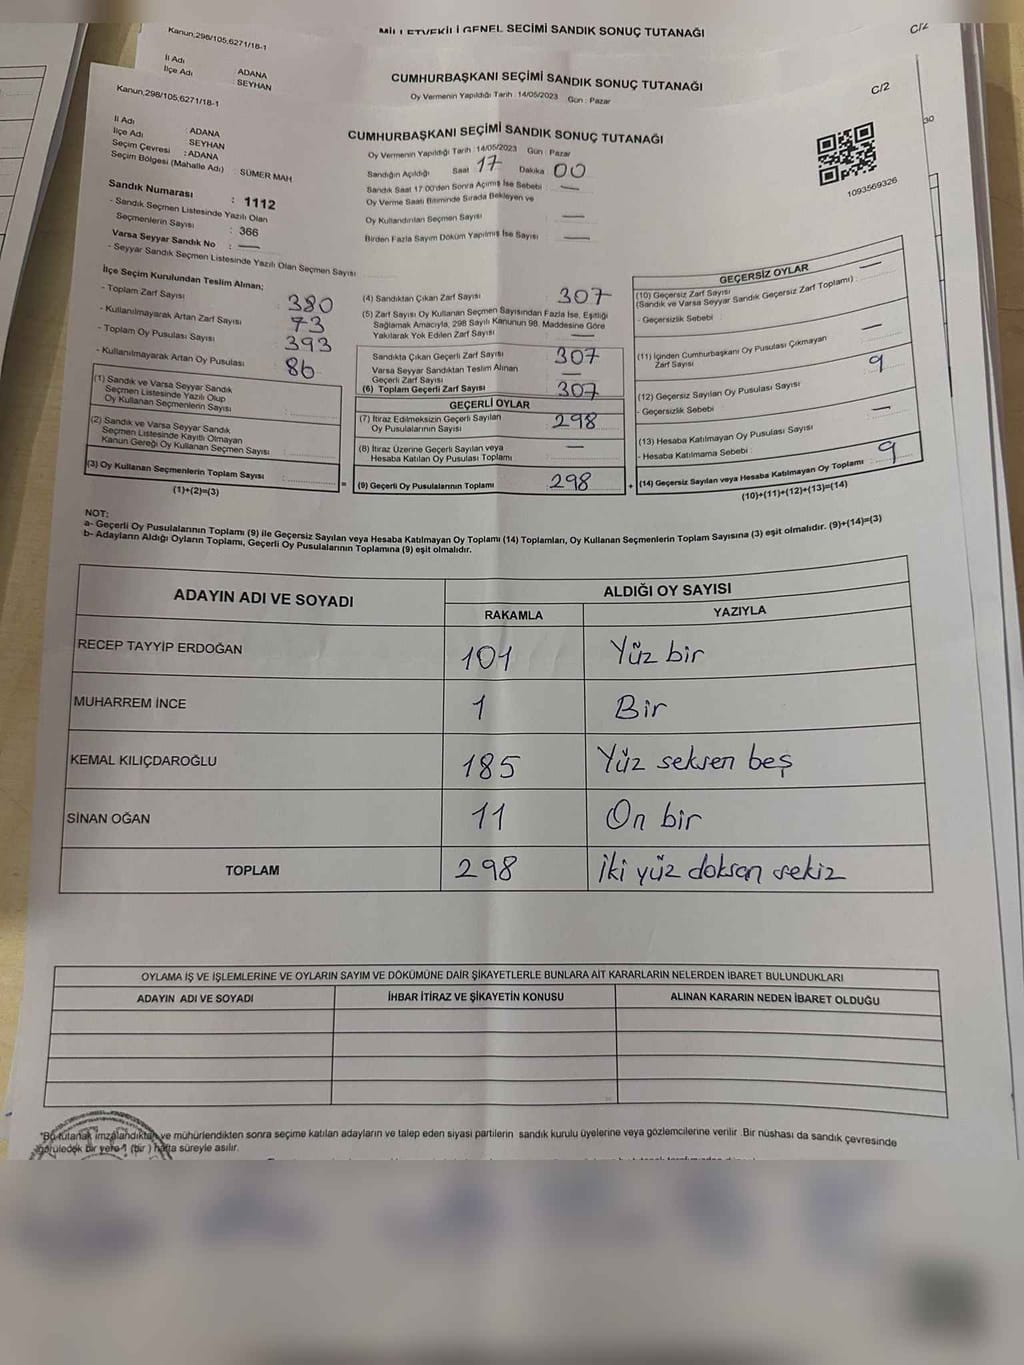 MİLLETVEKİLİ GENEL SEÇİMİ SANDIK SONUÇ TUTANAĞI
C/2
Kanun,298/105;6271/18-1
İl Adı
ADANA
İlçe Adı
: SEYHAN
CUMHURBAŞKANI SEÇİMİ SANDIK SONUÇ TUTANAĞI
Oy Vermenin Yapıldığı Tarih : 14/05/2023 Gün : Pazar
C/2
Kanun,298/105;6271/18-1
CUMHURBAŞKANI SEÇİMİ SANDIK SONUÇ TUTANAĞI
Oy Vermenin Yapıldığı Tarih : 14/05/2023 Gün : Pazar
İl Adı : ADANA
İlçe Adı : SEYHAN
Seçim Çevresi : ADANA
Seçim Bölgesi (Mahalle Adı) : SÜMER MAH
Sandık Numarası : 1112
- Sandık Seçmen Listesinde Yazılı Olan
Seçmenlerin Sayısı : 366
Varsa Seyyar Sandık No : —
- Seyyar Sandık Seçmen Listesinde Yazılı Olan Seçmen Sayısı
Sandığın Açıldığı Saat 17 Dakika 00
Sandık Saat 17:00'den Sonra Açımış İse Sebebi : —
Oy Verme Saati Bitiminde Sırada Bekleyen ve
Oy Kullandırılan Seçmen Sayısı —
Birden Fazla Sayım Döküm Yapılmış İse Sayısı —
1093569326
30
İlçe Seçim Kurulundan Teslim Alınan;
- Toplam Zarf Sayısı 380
- Kullanılmayarak Artan Zarf Sayısı 73
- Toplam Oy Pusulası Sayısı 393
- Kullanılmayarak Artan Oy Pusulası 86
(1) Sandık ve Varsa Seyyar Sandık
Seçmen Listesinde Yazılı Olup
Oy Kullanan Seçmenlerin Sayısı :
(2) Sandık ve Varsa Seyyar Sandık
Seçmen Listesinde Kayıtlı Olmayan
Kanun Gereği Oy Kullanan Seçmen Sayısı :
(3) Oy Kullanan Seçmenlerin Toplam Sayısı :
(1)+(2)=(3)
=
(4) Sandıktan Çıkan Zarf Sayısı 307
(5) Zarf Sayısı Oy Kullanan Seçmen Sayısından Fazla İse, Eşitliği
Sağlamak Amacıyla, 298 Sayılı Kanunun 98. Maddesine Göre
Yakılarak Yok Edilen Zarf Sayısı —
Sandıkta Çıkan Geçerli Zarf Sayısı 307
Varsa Seyyar Sandıktan Teslim Alınan
Geçerli Zarf Sayısı —
(6) Toplam Geçerli Zarf Sayısı 307
GEÇERLİ OYLAR
(7) İtiraz Edilmeksizin Geçerli Sayılan
Oy Pusulalarının Sayısı 298
(8) İtiraz Üzerine Geçerli Sayılan veya
Hesaba Katılan Oy Pusulası Toplamı —
(9) Geçerli Oy Pusulalarının Toplamı 298
+
GEÇERSİZ OYLAR
(10) Geçersiz Zarf Sayısı —
(Sandık ve Varsa Seyyar Sandık Geçersiz Zarf Toplamı) :
- Geçersizlik Sebebi :
(11) İçinden Cumhurbaşkanı Oy Pusulası Çıkmayan
Zarf Sayısı —
(12) Geçersiz Sayılan Oy Pusulası Sayısı 9
- Geçersizlik Sebebi :
(13) Hesaba Katılmayan Oy Pusulası Sayısı —
- Hesaba Katılmama Sebebi :
(14) Geçersiz Sayılan veya Hesaba Katılmayan Oy Toplamı : 9
(10)+(11)+(12)+(13)=(14)
NOT:
a- Geçerli Oy Pusulalarının Toplamı (9) ile Geçersiz Sayılan veya Hesaba Katılmayan Oy Toplamı (14) Toplamları, Oy Kullanan Seçmenlerin Toplam Sayısına (3) eşit olmalıdır. (9)+(14)=(3)
b- Adayların Aldığı Oyların Toplamı, Geçerli Oy Pusulalarının Toplamına (9) eşit olmalıdır.
ADAYIN ADI VE SOYADI
ALDIĞI OY SAYISI
RAKAMLA YAZIYLA
RECEP TAYYİP ERDOĞAN 101 Yüz bir
MUHARREM İNCE 1 Bir
KEMAL KILIÇDAROĞLU 185 Yüz seksen beş
SİNAN OĞAN 11 On bir
TOPLAM 298 İki yüz doksan sekiz
OYLAMA İŞ VE İŞLEMLERİNE VE OYLARIN SAYIM VE DÖKÜMÜNE DAİR ŞİKAYETLERLE BUNLARA AİT KARARLARIN NELERDEN İBARET BULUNDUKLARI
ADAYIN ADI VE SOYADI İHBAR İTİRAZ VE ŞİKAYETİN KONUSU ALINAN KARARIN NEDEN İBARET OLDUĞU
*Bu tutanak imzalandıktan ve mühürlendikten sonra seçime katılan adayların ve talep eden siyasi partilerin sandık kurulu üyelerine veya gözlemcilerine verilir. Bir nüshası da sandık çevresinde
görülecek bir yere 1 (bir) hafta süreyle asılır.